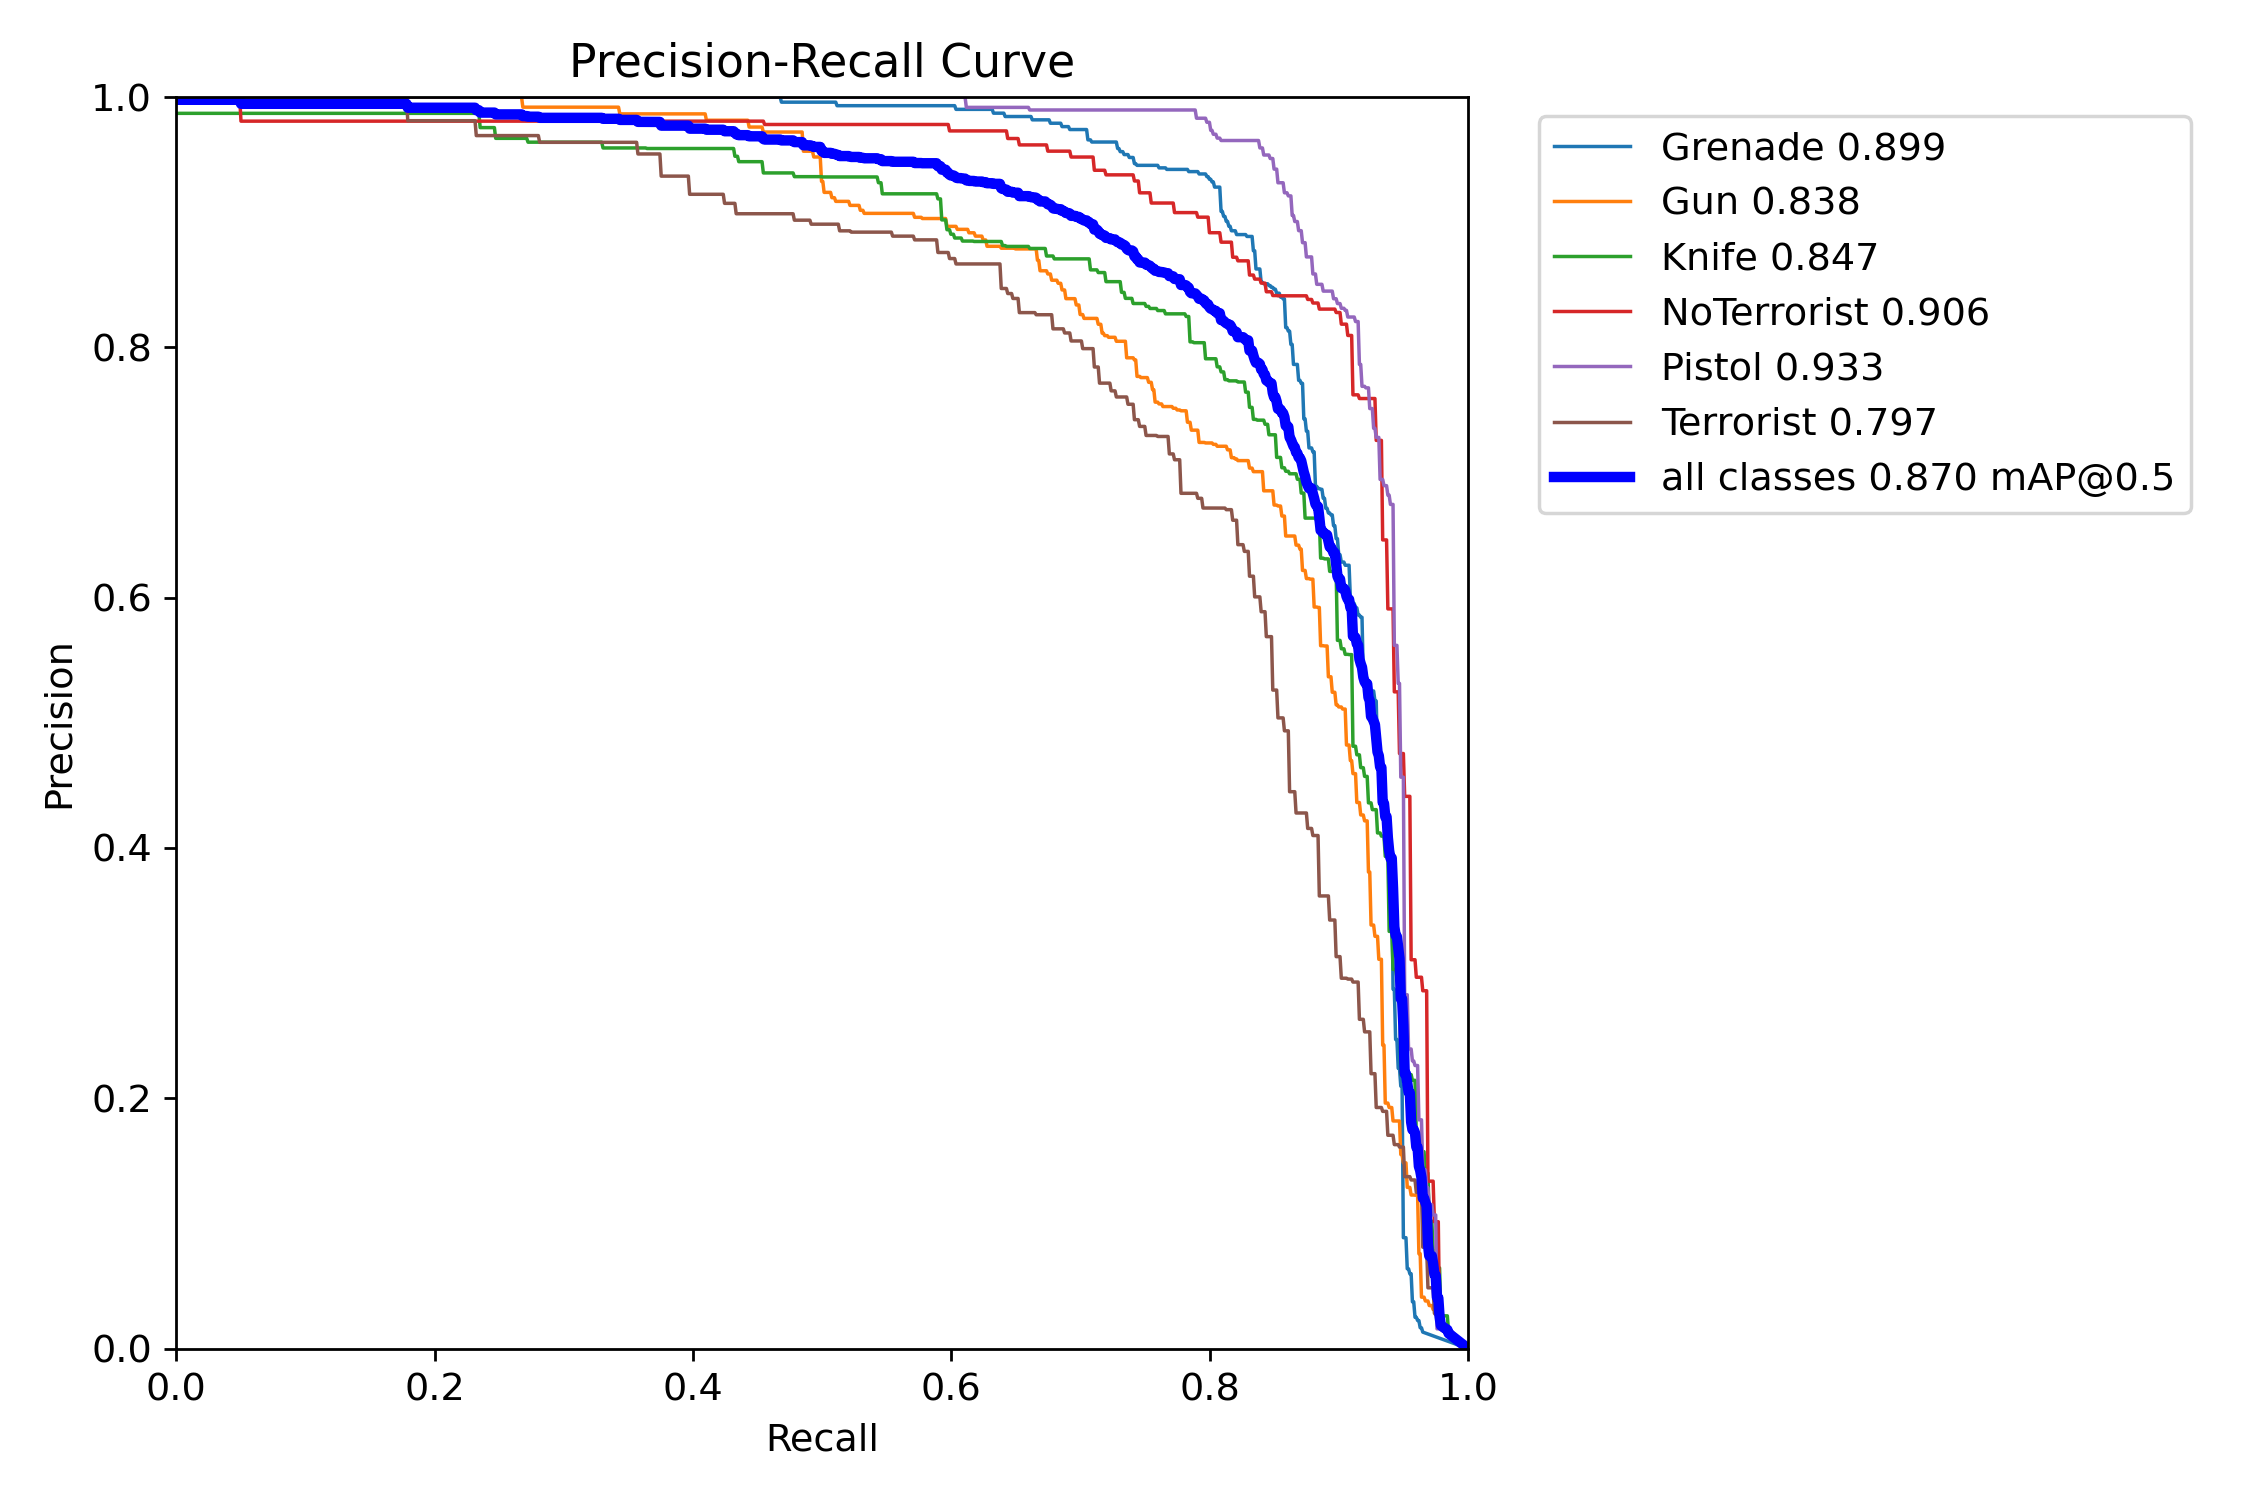 Precision-Recall Curve
1.0
0.8
0.6
0.4
0.2
0.0
Precision
0.0 0.2 0.4 0.6 0.8 1.0
Recall
Grenade 0.899
Gun 0.838
Knife 0.847
NoTerrorist 0.906
Pistol 0.933
Terrorist 0.797
all classes 0.870 mAP@0.5